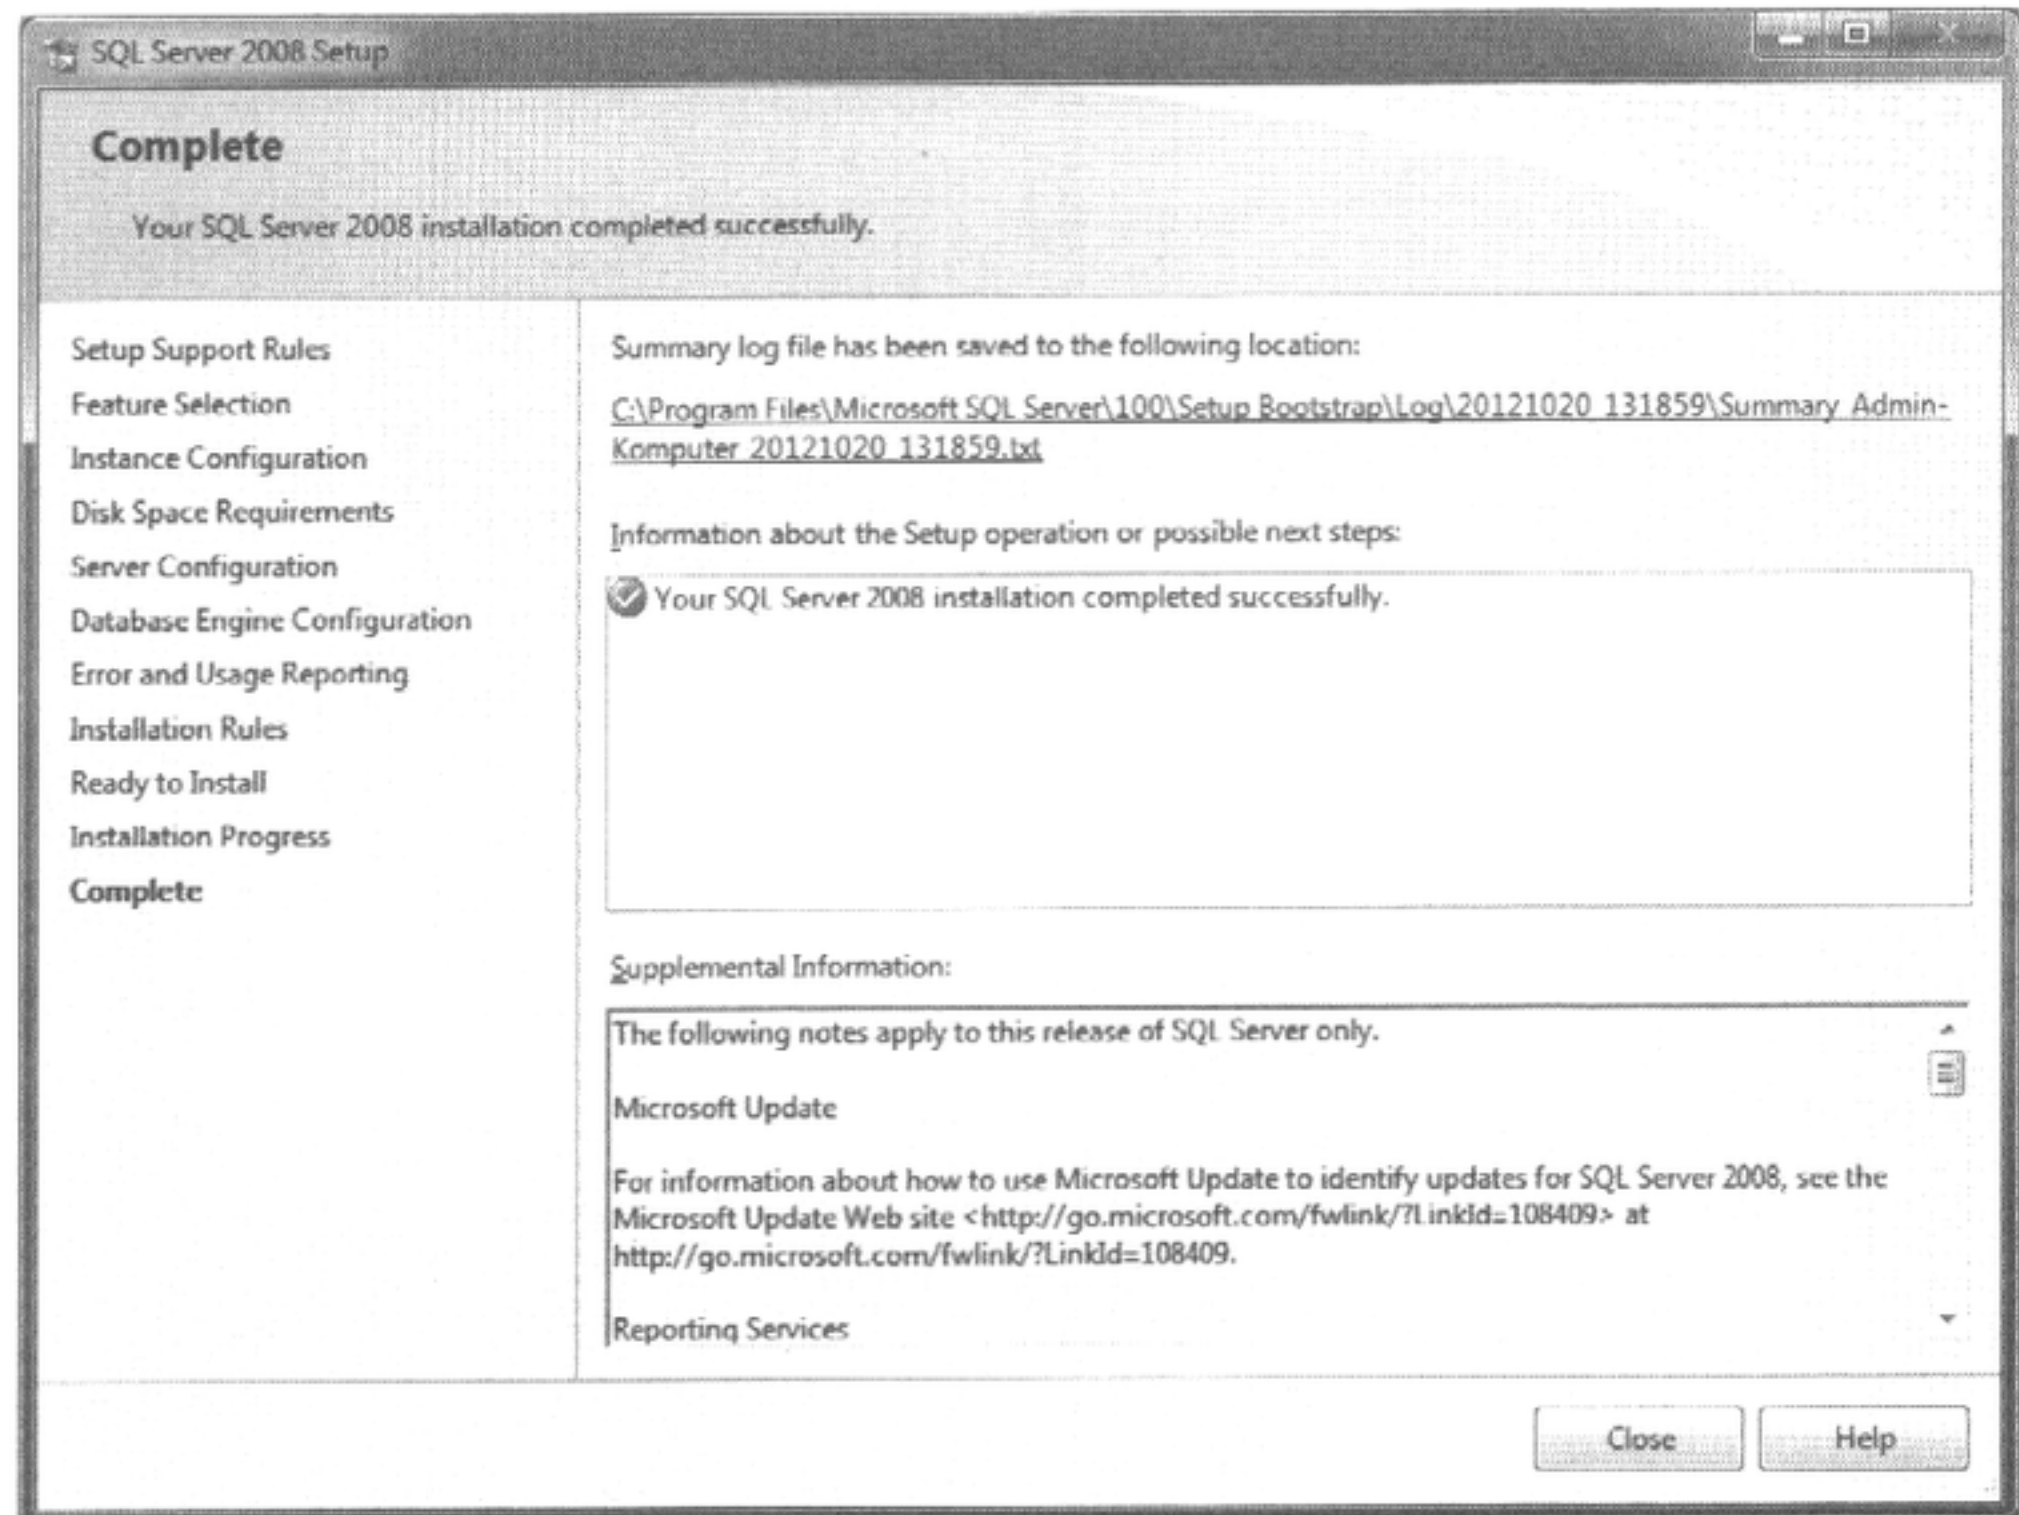 SQL Server 2008 Setup
Complete
Your SQL Server 2008 installation completed successfully.
Setup Support Rules
Feature Selection
Instance Configuration
Disk Space Requirements
Server Configuration
Database Engine Configuration
Error and Usage Reporting
Installation Rules
Ready to Install
Installation Progress
Complete
Summary log file has been saved to the following location:
C:\Program Files\Microsoft SQL Server\100\Setup Bootstrap\Log\20121020_131859\Summary_Admin-
Komputer_20121020_131859.txt
Information about the Setup operation or possible next steps:
Your SQL Server 2008 installation completed successfully.
Supplemental Information:
The following notes apply to this release of SQL Server only.
Microsoft Update
For information about how to use Microsoft Update to identify updates for SQL Server 2008, see the
Microsoft Update Web site <http://go.microsoft.com/fwlink/?LinkId=108409> at
http://go.microsoft.com/fwlink/?LinkId=108409.
Reporting Services
Close
Help